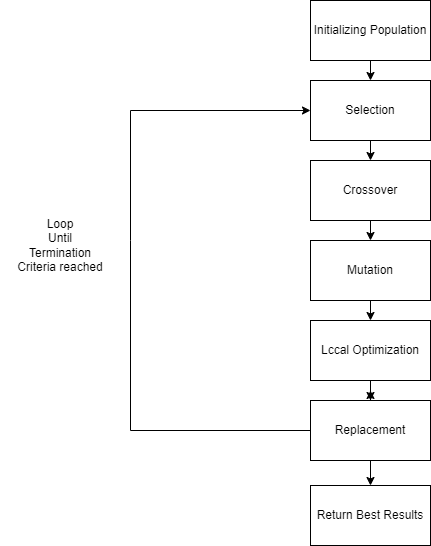 Initializing Population
Selection
Crossover
Loop
Until
Termination
Criteria reached
Mutation
Lccal Optimization
Replacement
Return Best Results